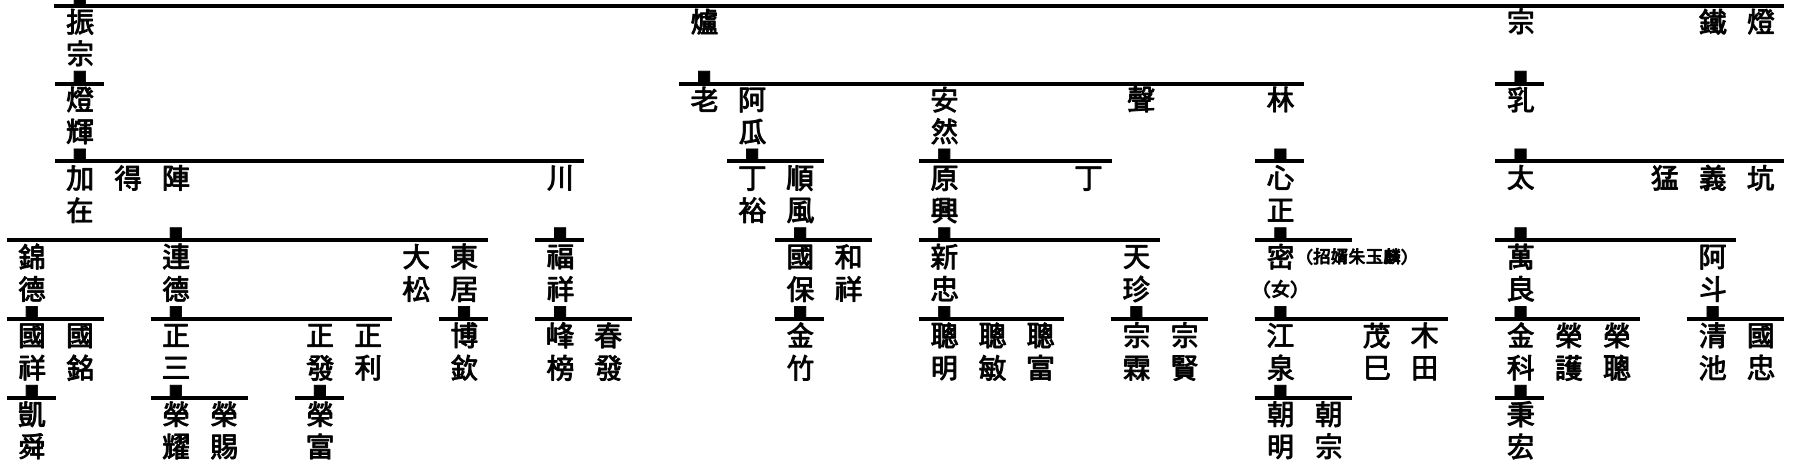 振宗 爐 宗 鐵 燈
燈輝 老 阿瓜 安然 聲 林 乳
加在 得 陣 川 丁裕 順風 原興 丁 心正 太 猛 義 坑
錦德 連德 大松 東居 福祥 國保 和祥 新忠 天珍 密（女）（招婿朱玉麟） 萬良 阿斗
國祥 國銘 正三 正發 正利 博欽 峰榜 春發 金竹 聰明 聰敏 聰富 宗霖 宗賢 江泉 茂巳 木田 金科 榮護 榮聰 清池 國忠
凱舜 榮耀 榮賜 榮富 朝明 朝宗 秉宏